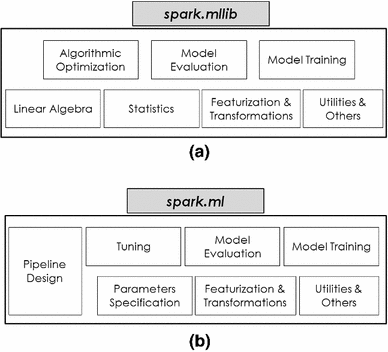 spark.mllib
Algorithmic
Optimization
Model
Evaluation
Model Training
Linear Algebra
Statistics
Featurization &
Transformations
Utilities &
Others
(a)
spark.ml
Pipeline
Design
Tuning
Model
Evaluation
Model Training
Parameters
Specification
Featurization &
Transformations
Utilities &
Others
(b)